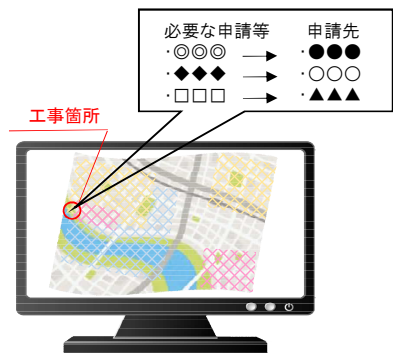 必要な申請等 申請先
・◎◎◎ → ・●●●
・◆◆◆ → ・○○○
・□□□ → ・▲▲▲
工事箇所